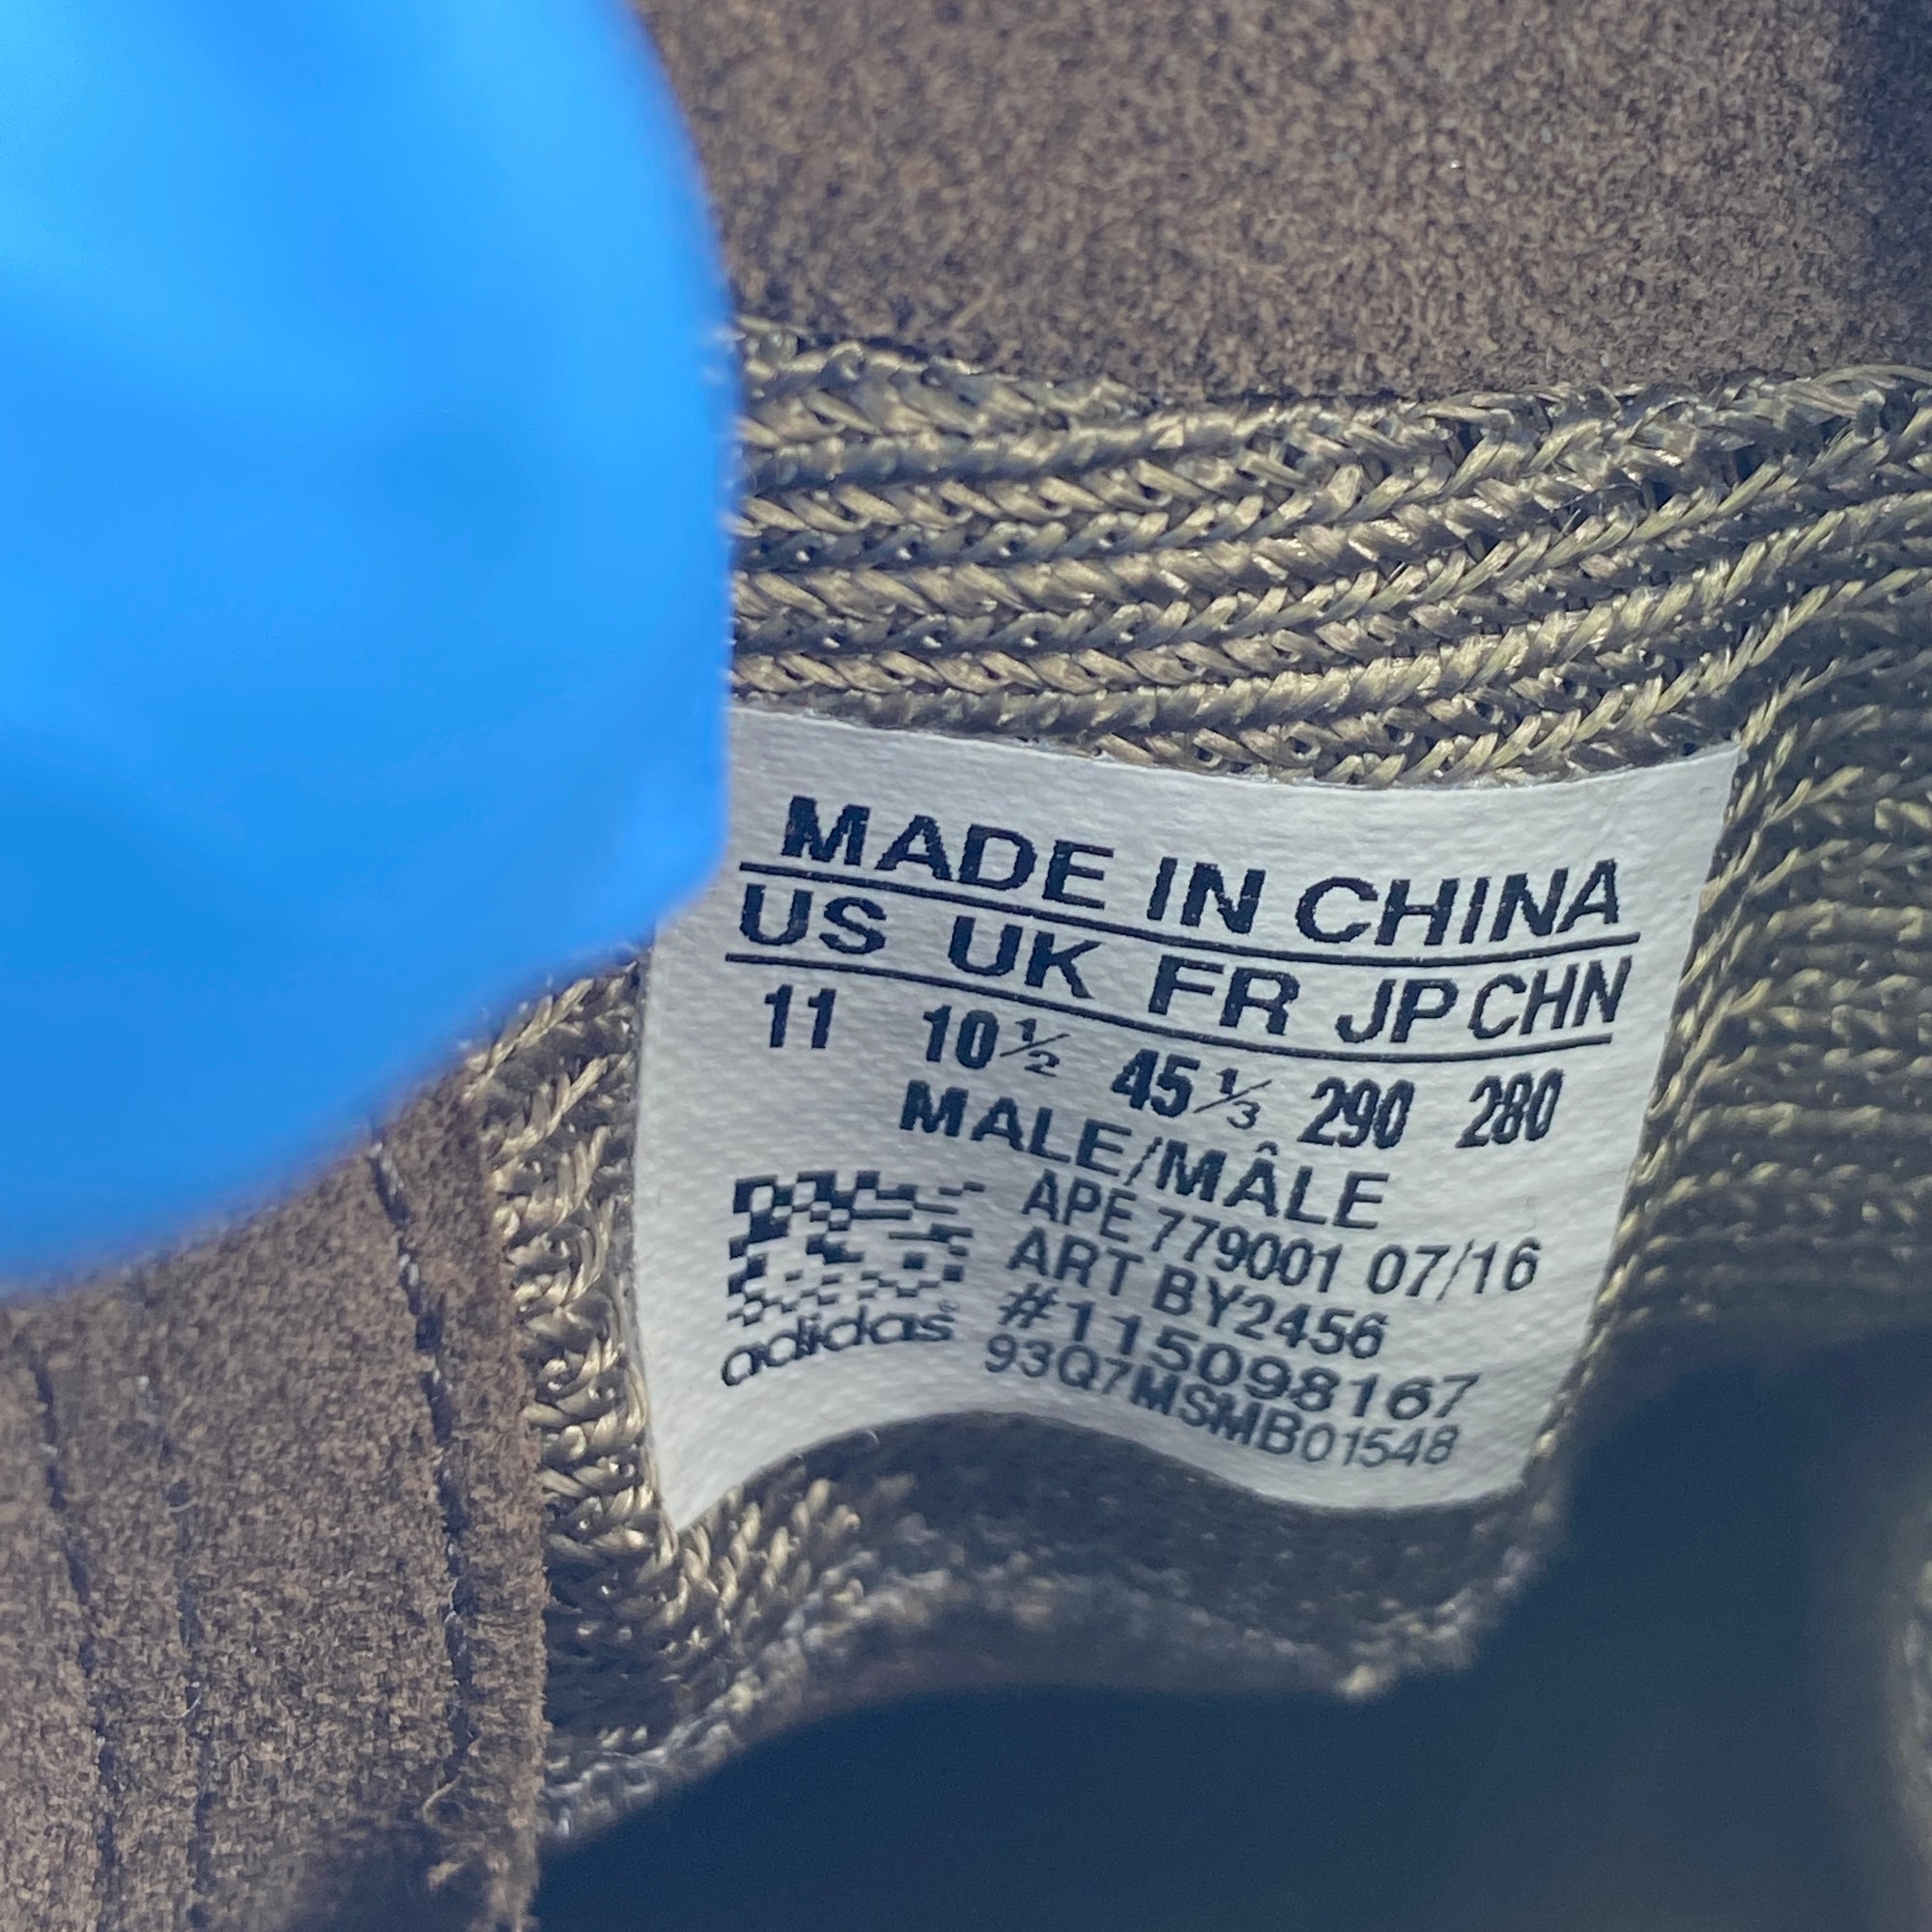 MADE IN CHINA
US UK FR JP CHN
11 10½ 45⅓ 290 280
MALE/MÂLE
APE 779001 07/16
ART BY2456
#115098167
93Q7MSMB01548
adidas